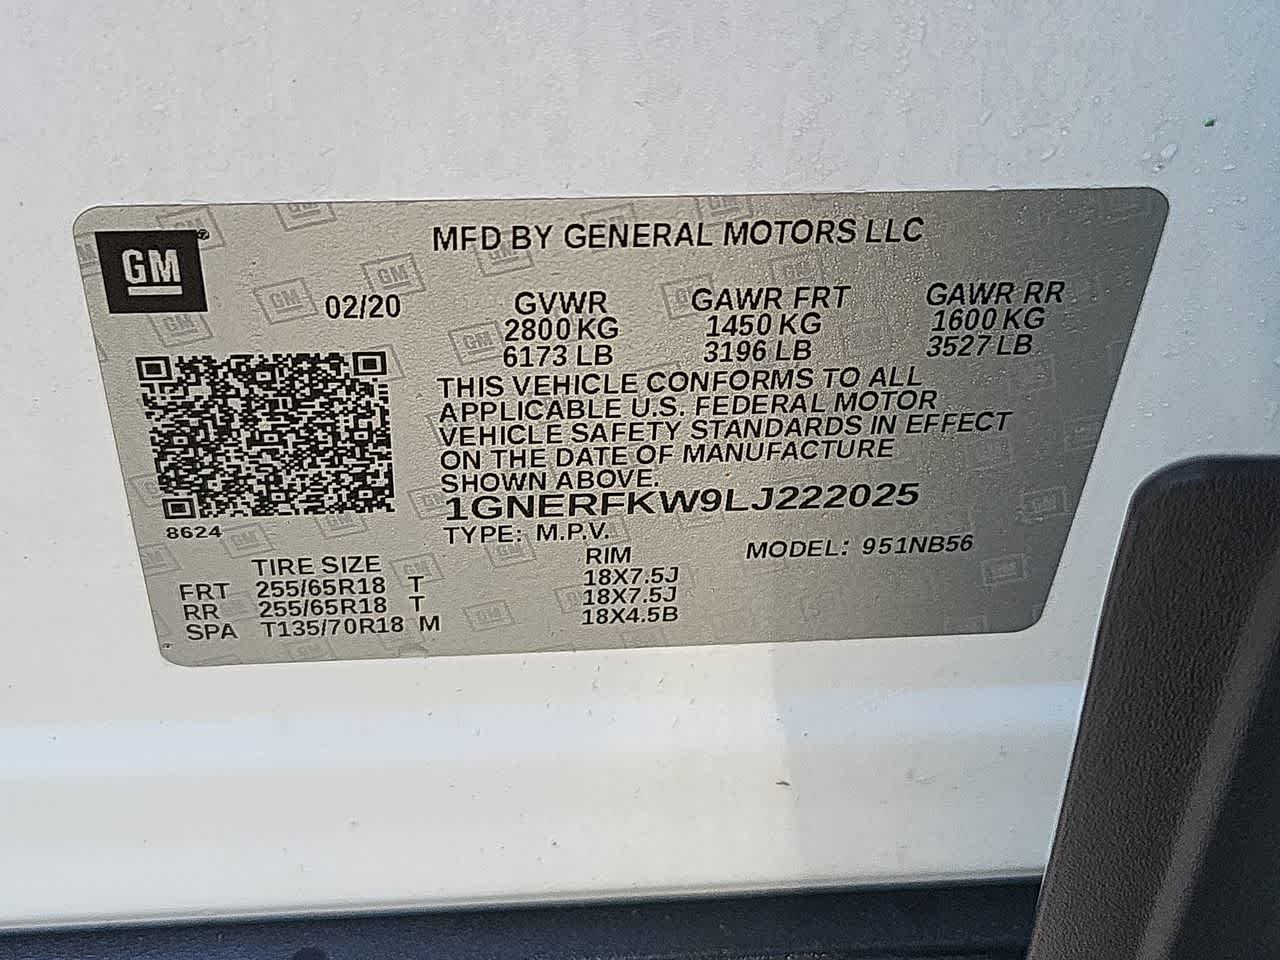 GM
MFD BY GENERAL MOTORS LLC
02/20
GVWR GAWR FRT GAWR RR
2800 KG 1450 KG 1600 KG
6173 LB 3196 LB 3527 LB
THIS VEHICLE CONFORMS TO ALL
APPLICABLE U.S. FEDERAL MOTOR
VEHICLE SAFETY STANDARDS IN EFFECT
ON THE DATE OF MANUFACTURE
SHOWN ABOVE.
1GNERFKW9LJ222025
8624
TYPE: M.P.V. MODEL: 951NB56
TIRE SIZE RIM
FRT 255/65R18 T 18X7.5J
RR 255/65R18 T 18X7.5J
SPA T135/70R18 M 18X4.5B